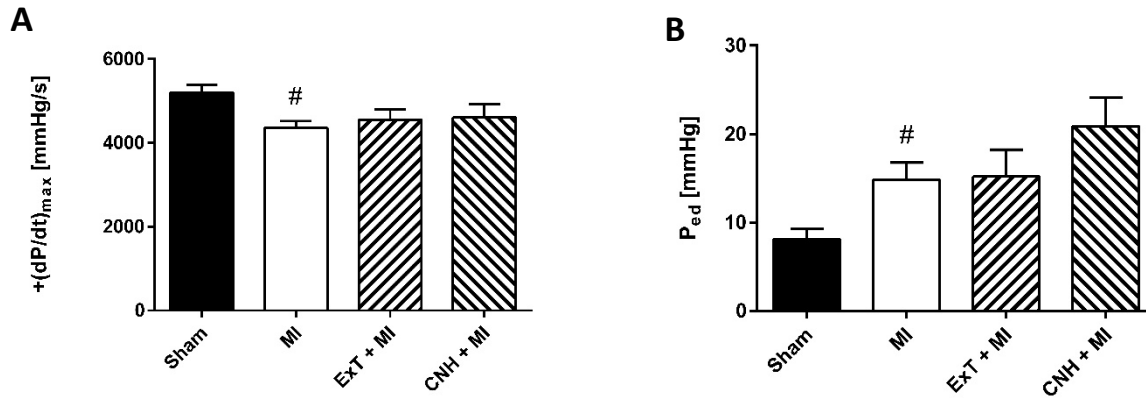 A
+(dP/dt)max [mmHg/s]
6000
4000
2000
0
#
Sham
MI
ExT + MI
CNH + MI
B
Ped [mmHg]
30
20
10
0
#
Sham
MI
ExT + MI
CNH + MI